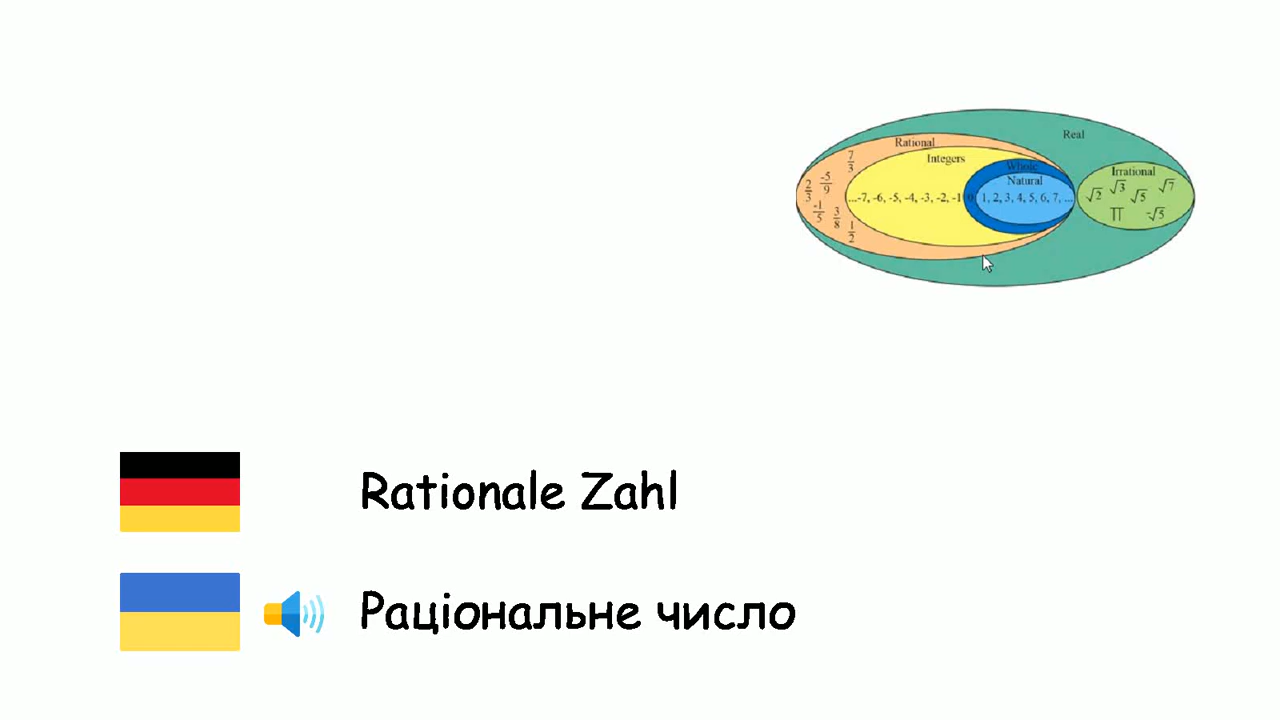 Real
Rational
Integers
Whole
Natural
Irrational
7/3
2/3
-5/9
-1/5
3/8
1/2
...-7, -6, -5, -4, -3, -2, -1
0
1, 2, 3, 4, 5, 6, 7, ...
√2
√3
√5
√7
∏
-√5
Rationale Zahl
Раціональне число